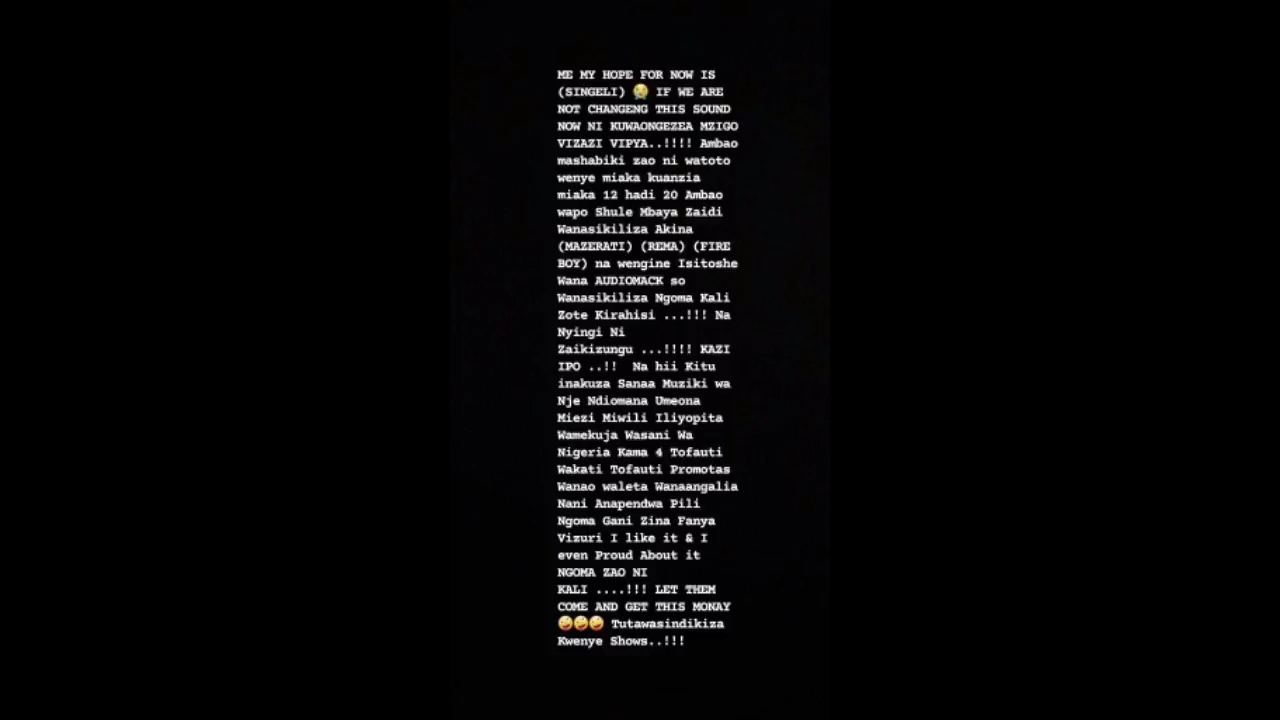 ME MY HOPE FOR NOW IS
(SINGELI) 😭 IF WE ARE
NOT CHANGENG THIS SOUND
NOW NI KUWAONGEZEA MZIGO
VIZAZI VIPYA..!!!! Ambao
mashabiki zao ni watoto
wenye miaka kuanzia
miaka 12 hadi 20 Ambao
wapo Shule Mbaya Zaidi
Wanasikiliza Akina
(MAZERATI) (REMA) (FIRE
BOY) na wengine Isitoshe
Wana AUDIOMACK so
Wanasikiliza Ngoma Kali
Zote Kirahisi ...!!! Na
Nyingi Ni
Zaikizungu ...!!!! KAZI
IPO ..!! Na hii Kitu
inakuza Sanaa Muziki wa
Nje Ndiomana Umeona
Miezi Miwili Iliyopita
Wamekuja Wasani Wa
Nigeria Kama 4 Tofauti
Wakati Tofauti Promotas
Wanao waleta Wanaangalia
Nani Anapendwa Pili
Ngoma Gani Zina Fanya
Vizuri I like it & I
even Proud About it
NGOMA ZAO NI
KALI ....!!! LET THEM
COME AND GET THIS MONAY
🤪🤪🤪 Tutawasindikiza
Kwenye Shows..!!!